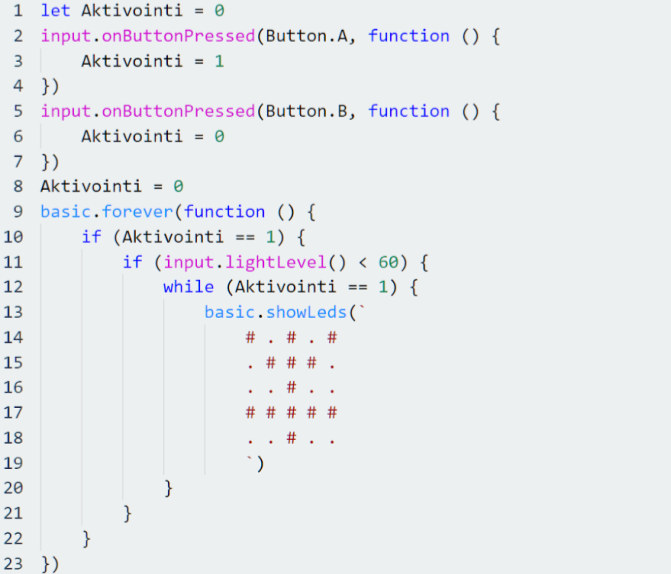 1 let Aktivointi = 0
2 input.onButtonPressed(Button.A, function () {
3     Aktivointi = 1
4 })
5 input.onButtonPressed(Button.B, function () {
6     Aktivointi = 0
7 })
8 Aktivointi = 0
9 basic.forever(function () {
10     if (Aktivointi == 1) {
11         if (input.lightLevel() < 60) {
12             while (Aktivointi == 1) {
13                 basic.showLeds(`
14                     # . # . #
15                     . # # # .
16                     . . # . .
17                     # # # # #
18                     . . # . .
19                     `)
20             }
21         }
22     }
23 })